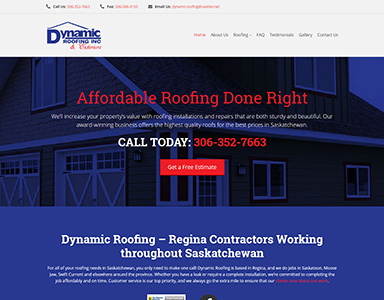 Call Us: 306-352-7663 Fax: 306-586-9150 Email Us:
Dynamic
ROOFING INC
& Exteriors
Home About Us Roofing FAQ Testimonials Gallery Contact Us
Affordable Roofing Done Right
We'll increase your property's value with roofing installations and repairs that are both sturdy and beautiful. Our
award-winning business offers the highest quality roofs for the best prices in Saskatchewan.
CALL TODAY: 306-352-7663
Get a Free Estimate
Dynamic Roofing – Regina Contractors Working
throughout Saskatchewan
For all of your roofing needs in Saskatchewan, you only need to make one call! Dynamic Roofing is based in Regina, and we do jobs in Saskatoon, Moose
Jaw, Swift Current and elsewhere around the province. Whether you have a leak or require a complete installation, we're committed to completing the
job affordably and on time. Customer service is our top priority, and we always go the extra mile to ensure that our